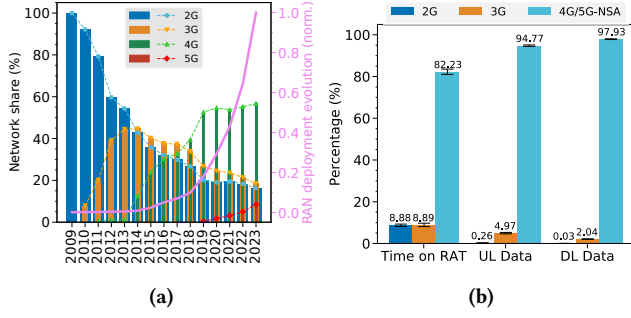 2G
3G
4G
5G
Network share (%)
100
80
60
40
20
0
RAN deployment evolution (norm.)
1.0
0.8
0.6
0.4
0.2
0.0
2009
2010
2011
2012
2013
2014
2015
2016
2017
2018
2019
2020
2021
2022
2023
(a)
2G 3G 4G/5G-NSA
Percentage (%)
100
80
60
40
20
0
8.88 8.89 82.23
0.26 4.97 94.77
0.03 2.04 97.93
Time on RAT UL Data DL Data
(b)